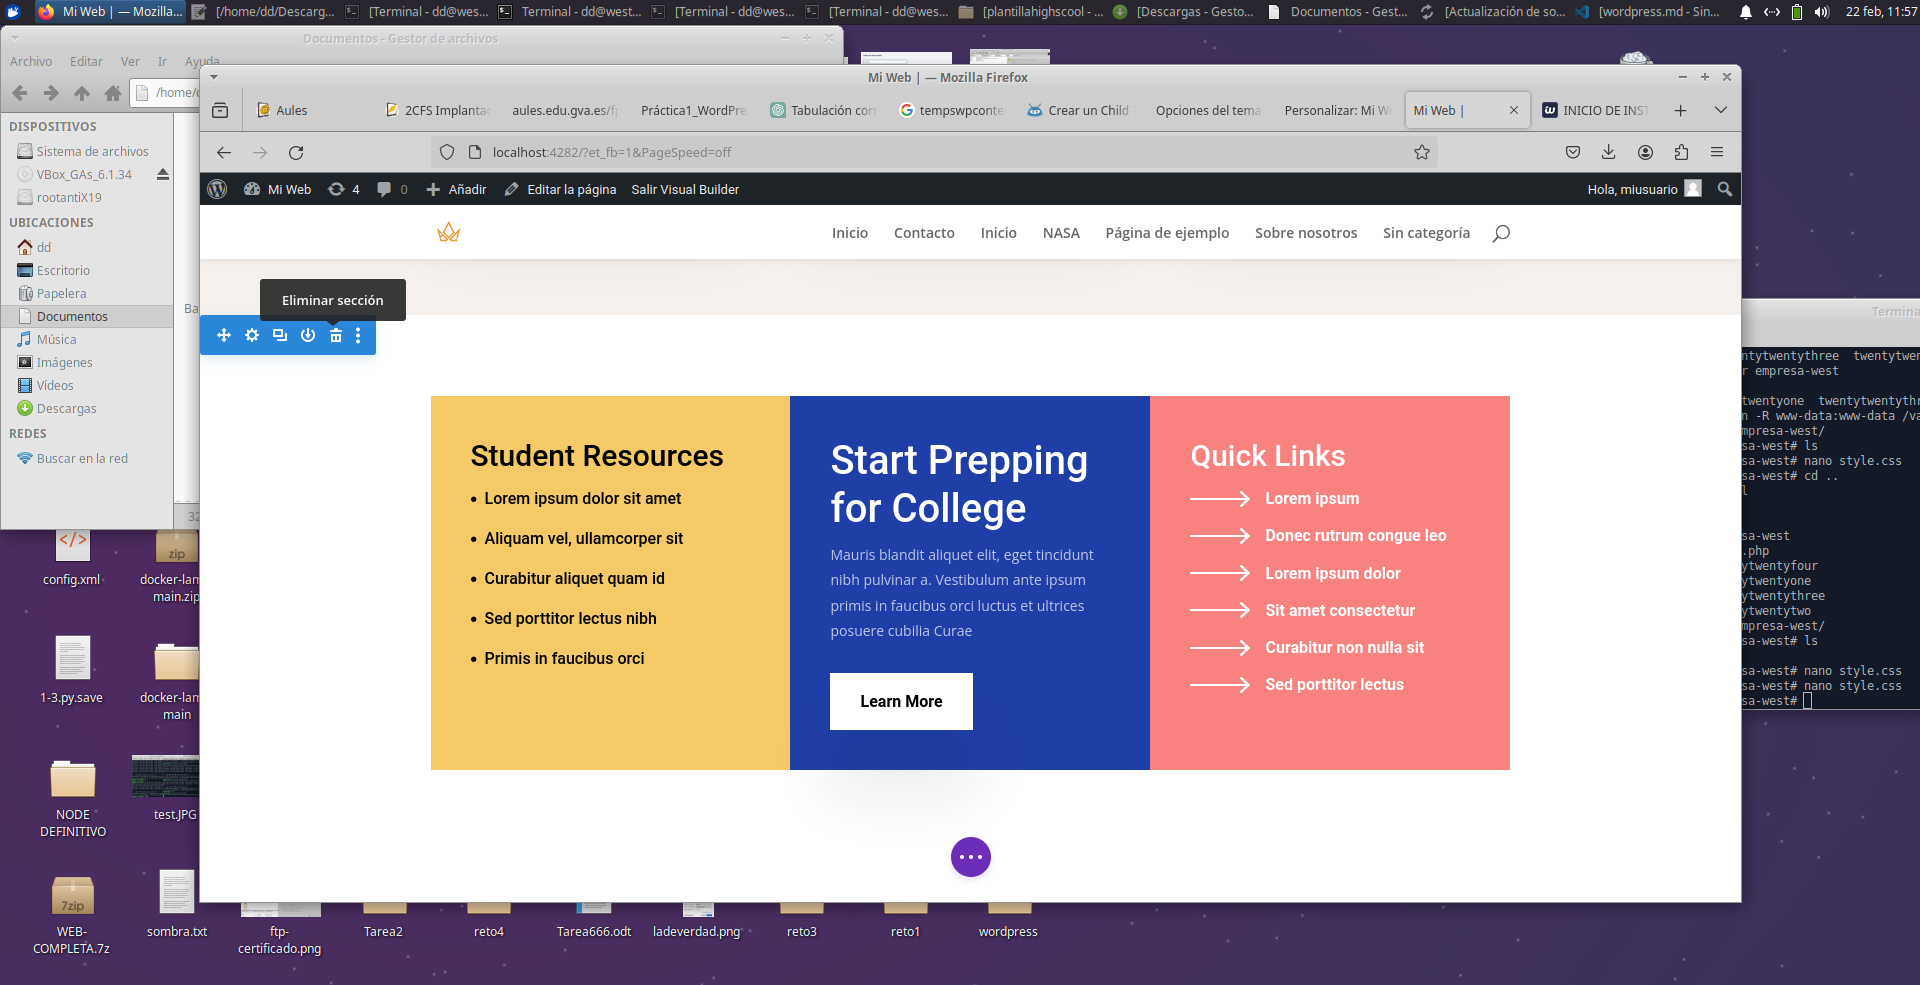 Mi Web | — Mozilla...
[/home/dd/Descarg...
[Terminal - dd@wes...
Terminal - dd@west...
[Terminal - dd@wes...
[Terminal - dd@wes...
[plantillahighscool - ...
[Descargas - Gesto...
Documentos - Gest...
[Actualización de so...
[wordpress.md - Sin...
22 feb, 11:57
Documentos - Gestor de archivos
Archivo Editar Ver Ir Ayuda
/home/d
DISPOSITIVOS
Sistema de archivos
VBox_GAs_6.1.34
rootantiX19
UBICACIONES
dd
Escritorio
Papelera
Documentos
Música
Imágenes
Vídeos
Descargas
REDES
Buscar en la red
Ba
32
Mi Web | — Mozilla Firefox
Aules
2CFS Implantac
aules.edu.gva.es/fp
Práctica1_WordPre
Tabulación cor
tempswpconte
Crear un Child
Opciones del tema
Personalizar: Mi W
Mi Web |
INICIO DE INST
localhost:4282/?et_fb=1&PageSpeed=off
Mi Web 4 0 Añadir Editar la página Salir Visual Builder Hola, miusuario
Inicio Contacto Inicio NASA Página de ejemplo Sobre nosotros Sin categoría
Eliminar sección
Student Resources
• Lorem ipsum dolor sit amet
• Aliquam vel, ullamcorper sit
• Curabitur aliquet quam id
• Sed porttitor lectus nibh
• Primis in faucibus orci
Start Prepping
for College
Mauris blandit aliquet elit, eget tincidunt
nibh pulvinar a. Vestibulum ante ipsum
primis in faucibus orci luctus et ultrices
posuere cubilia Curae
Learn More
Quick Links
Lorem ipsum
Donec rutrum congue leo
Lorem ipsum dolor
Sit amet consectetur
Curabitur non nulla sit
Sed porttitor lectus
Termina
ntytwentythree twentytwen
r empresa-west
twentyone twentytwentythr
n -R www-data:www-data /va
mpresa-west/
sa-west# ls
sa-west# nano style.css
sa-west# cd ..
l
sa-west
.php
ytwentyfour
ytwentyone
ytwentythree
ytwentytwo
mpresa-west/
sa-west# ls
sa-west# nano style.css
sa-west# nano style.css
sa-west#
config.xml
docker-lam
main.zip
1-3.py.save
docker-lam
main
NODE
DEFINITIVO
test.JPG
7zip
zip
WEB-
COMPLETA.7z
sombra.txt
ftp-
certificado.png
Tarea2
reto4
Tarea666.odt
ladeverdad.png
reto3
reto1
wordpress